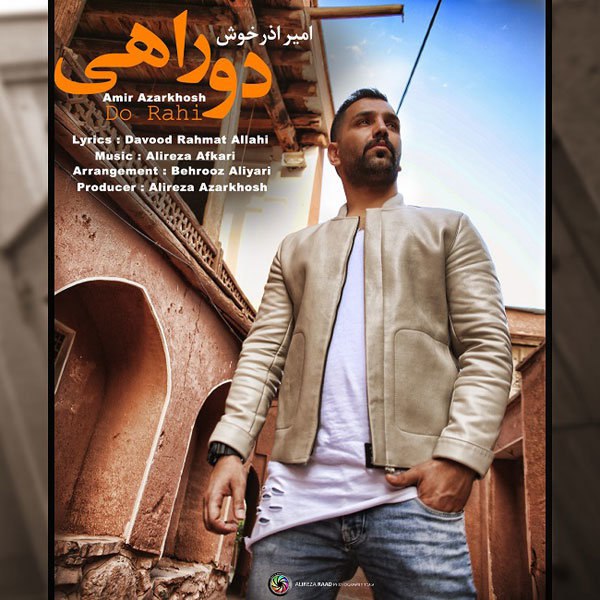 امیر اذرخوش
دوراهی
Amir Azarkhosh
Do Rahi
Lyrics : Davood Rahmat Allahi
Music : Alireza Afkari
Arrangement : Behrooz Aliyari
Producer : Alireza Azarkhosh
ALIREZA RAAD